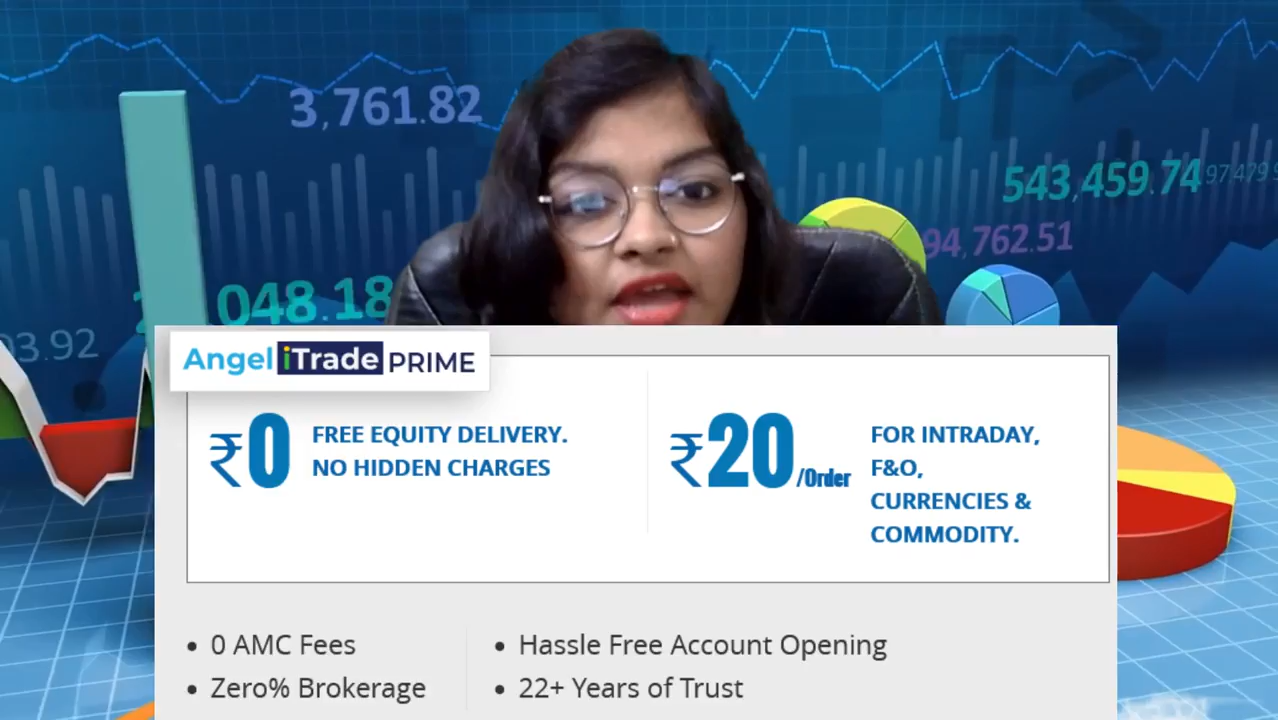 3,761.82
543,459.74
94,762.51
048.18
93.92
Angel iTrade PRIME
₹0
FREE EQUITY DELIVERY.
NO HIDDEN CHARGES
₹20/Order
FOR INTRADAY,
F&O,
CURRENCIES &
COMMODITY.
• 0 AMC Fees
• Zero% Brokerage
• Hassle Free Account Opening
• 22+ Years of Trust